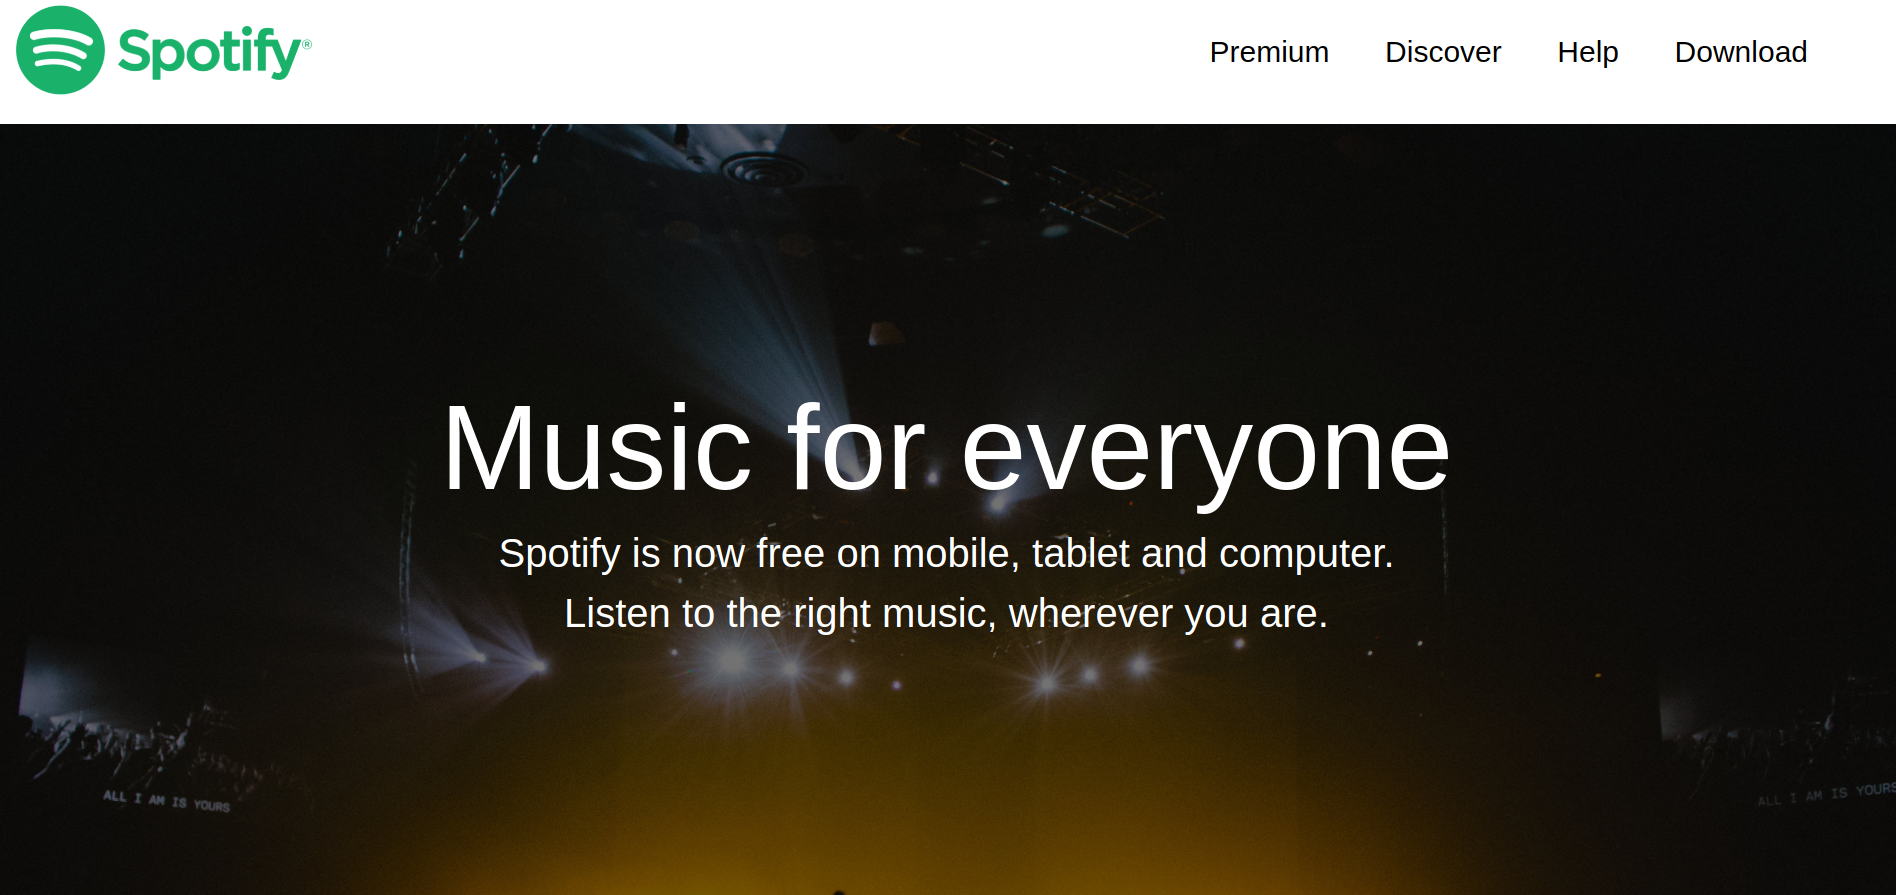 Spotify®
Premium Discover Help Download
Music for everyone
Spotify is now free on mobile, tablet and computer.
Listen to the right music, wherever you are.
ALL I AM IS YOURS
ALL I AM IS YOURS